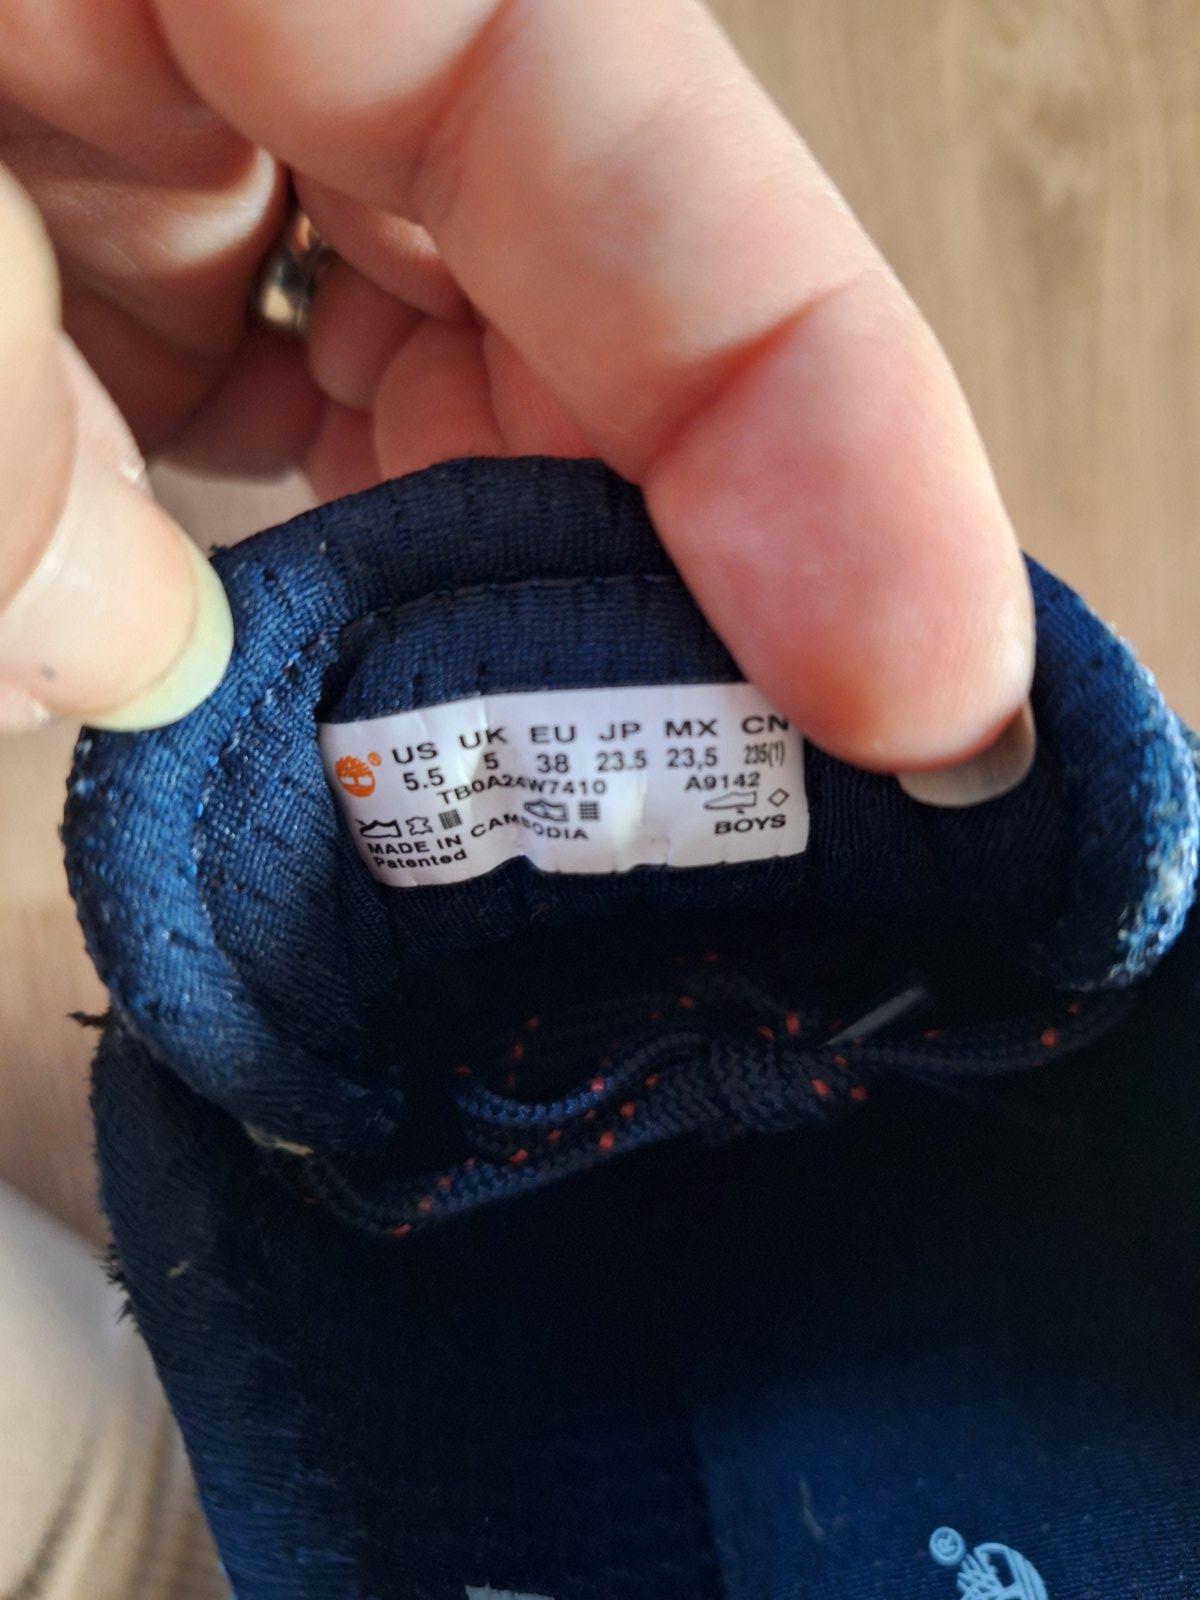 ® US UK EU JP MX CN
5.5 5 38 23.5 23,5 235(1)
TB0A24W7410 A9142
MADE IN CAMBODIA BOYS
Patented
®